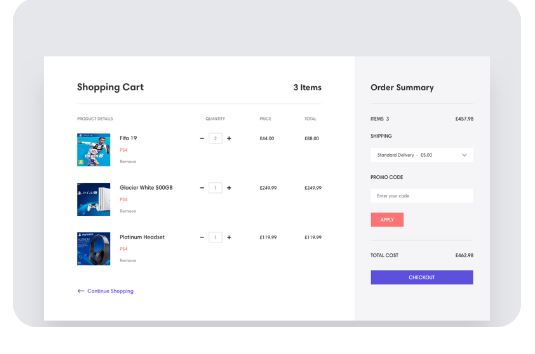 Shopping Cart
3 Items
PRODUCT DETAILS QUANTITY PRICE TOTAL
Fifa 19
PS4
Remove
− 2 + £44.00 £88.00
Glacier White 500GB
PS4
Remove
− 1 + £249.99 £249.99
Platinum Headset
PS4
Remove
− 1 + £119.99 £119.99
← Continue Shopping
Order Summary
ITEMS 3 £457.98
SHIPPING
Standard Delivery - £5.00
PROMO CODE
Enter your code
APPLY
TOTAL COST £462.98
CHECKOUT